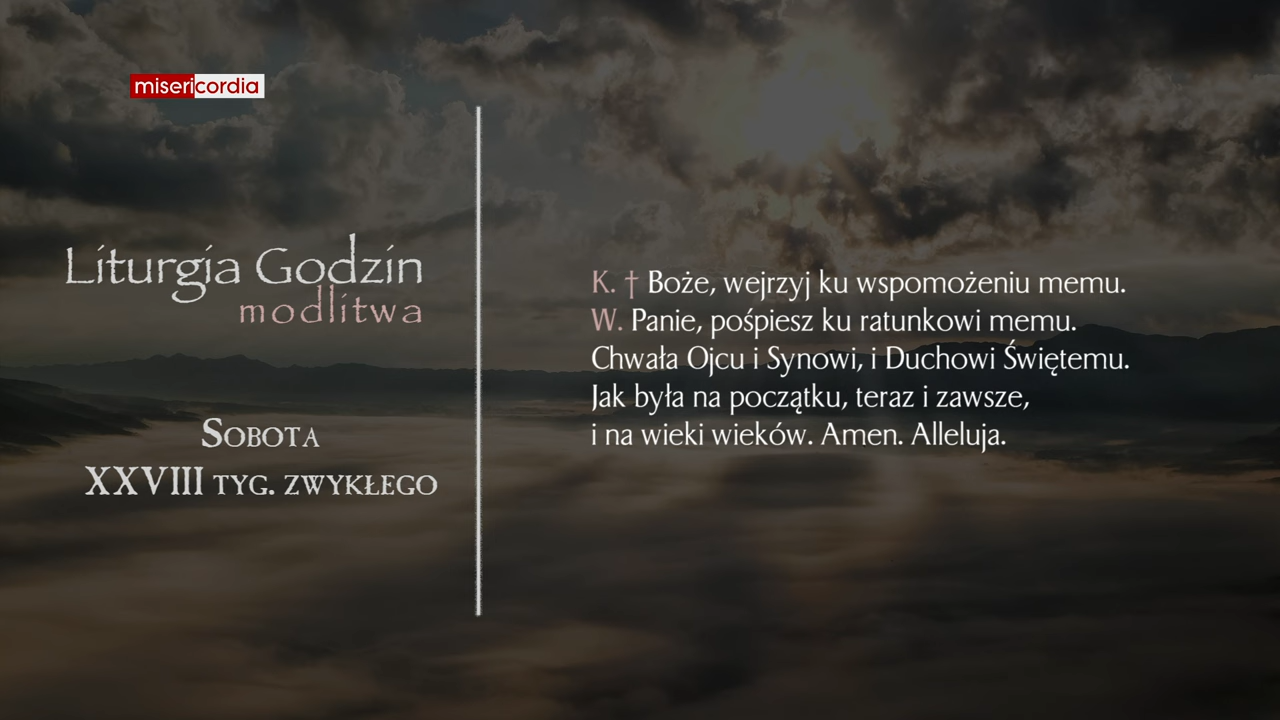 misericordia
Liturgia Godzin
modlitwa
Sobota
XXVIII tyg. zwykłego
K. † Boże, wejrzyj ku wspomożeniu memu.
W. Panie, pośpiesz ku ratunkowi memu.
Chwała Ojcu i Synowi, i Duchowi Świętemu.
Jak była na początku, teraz i zawsze,
i na wieki wieków. Amen. Alleluja.